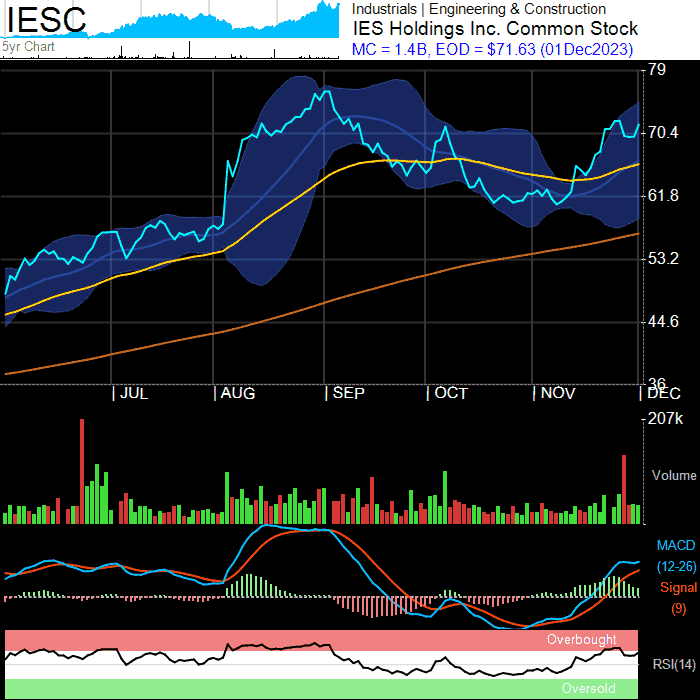 IESC
5yr Chart
Industrials | Engineering & Construction
IES Holdings Inc. Common Stock
MC = 1.4B, EOD = $71.63 (01Dec2023)
79
70.4
61.8
53.2
44.6
36
JUL AUG SEP OCT NOV DEC
207k
Volume
MACD
(12-26)
Signal
(9)
Overbought
RSI(14)
Oversold